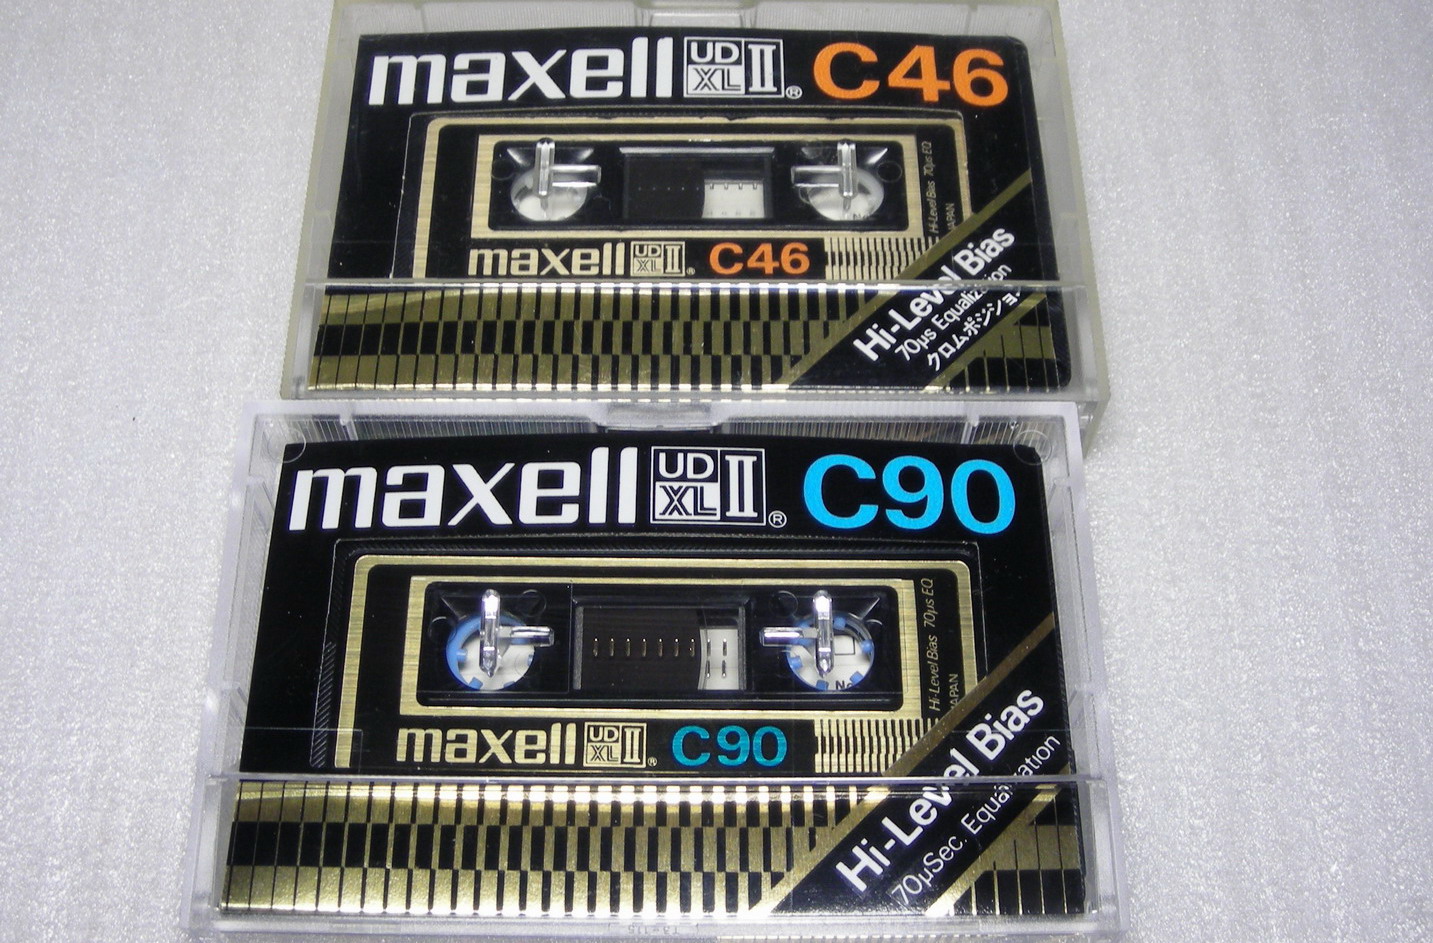 maxell UD XL II ® C46
Hi-Level Bias 70µs EQ
JAPAN
maxell UD XL II ® C46
Hi-Level Bias
70µs Equalization
クロムポジション
maxell UD XL II ® C90
Hi-Level Bias 70µs EQ
JAPAN
maxell UD XL II ® C90
Hi-Level Bias
70µSec. Equalization